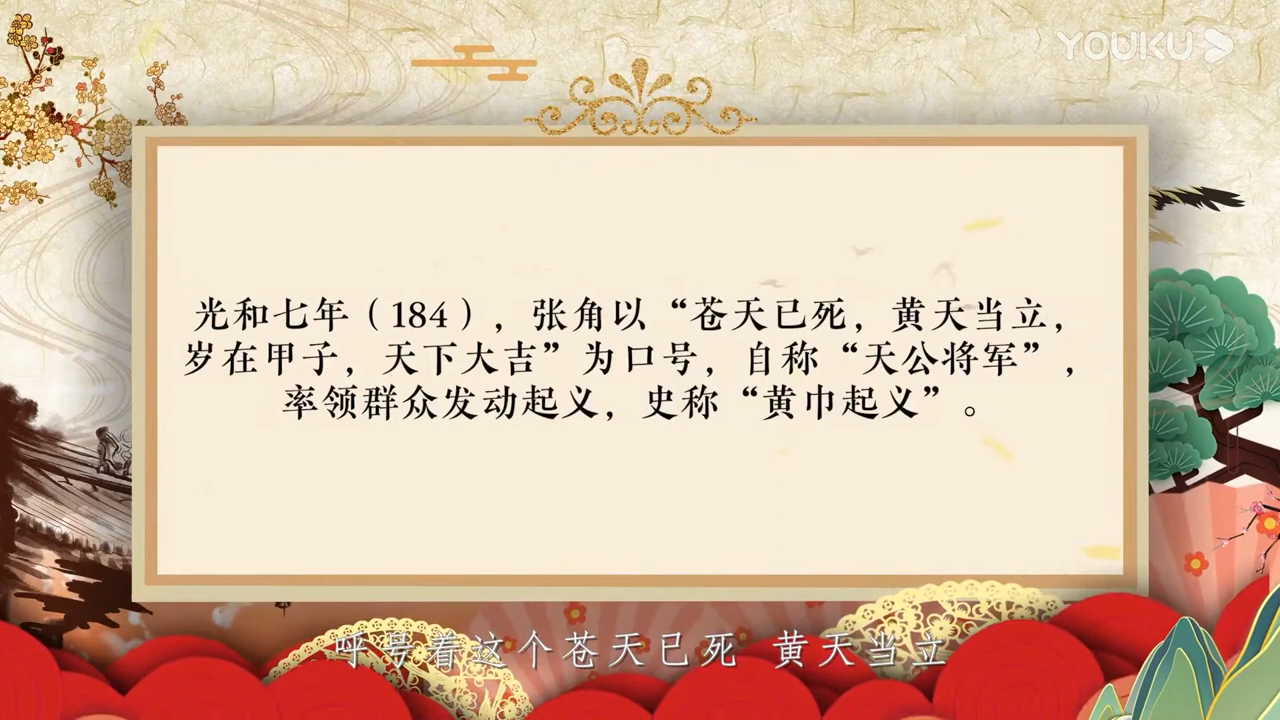 YOUKU
光和七年（184），张角以“苍天已死，黄天当立，
岁在甲子，天下大吉”为口号，自称“天公将军”，
率领群众发动起义，史称“黄巾起义”。
呼号着这个苍天已死 黄天当立